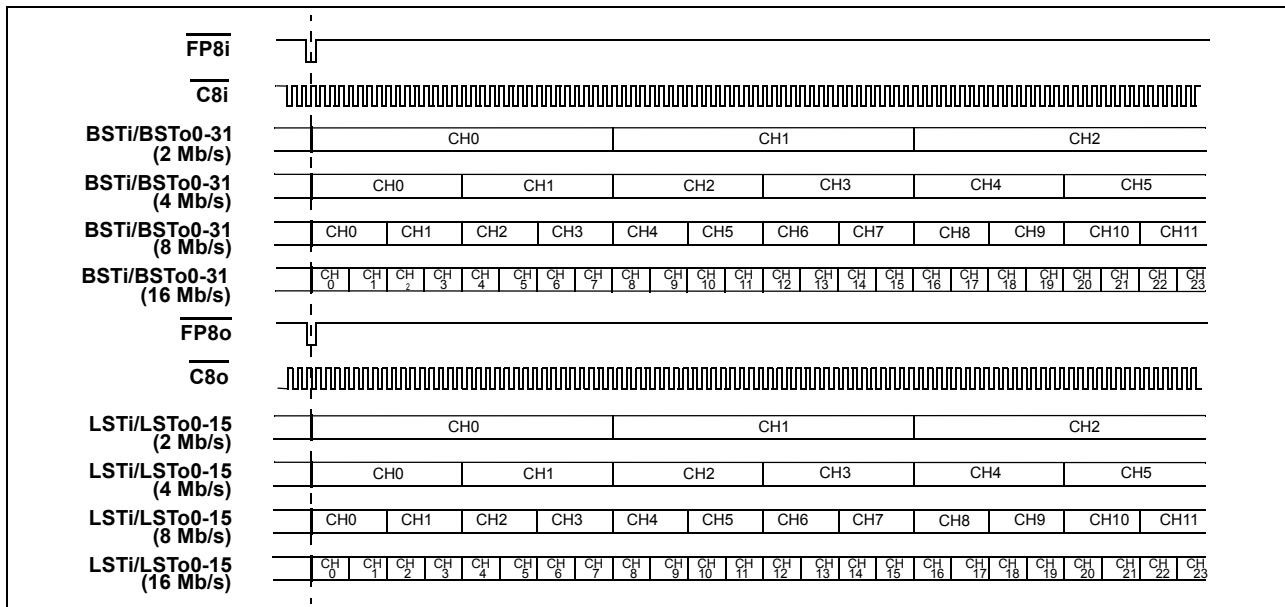 FP8i
C8i
BSTi/BSTo0-31
(2 Mb/s)
CH0 CH1 CH2
BSTi/BSTo0-31
(4 Mb/s)
CH0 CH1 CH2 CH3 CH4 CH5
BSTi/BSTo0-31
(8 Mb/s)
CH0 CH1 CH2 CH3 CH4 CH5 CH6 CH7 CH8 CH9 CH10 CH11
BSTi/BSTo0-31
(16 Mb/s)
CH CH CH CH CH CH CH CH CH CH CH CH CH CH CH CH CH CH CH CH CH CH CH CH
0 1 2 3 4 5 6 7 8 9 10 11 12 13 14 15 16 17 18 19 20 21 22 23
FP8o
C8o
LSTi/LSTo0-15
(2 Mb/s)
CH0 CH1 CH2
LSTi/LSTo0-15
(4 Mb/s)
CH0 CH1 CH2 CH3 CH4 CH5
LSTi/LSTo0-15
(8 Mb/s)
CH0 CH1 CH2 CH3 CH4 CH5 CH6 CH7 CH8 CH9 CH10 CH11
LSTi/LSTo0-15
(16 Mb/s)
CH CH CH CH CH CH CH CH CH CH CH CH CH CH CH CH CH CH CH CH CH CH CH CH
0 1 2 3 4 5 6 7 8 9 10 11 12 13 14 15 16 17 18 19 20 21 22 23